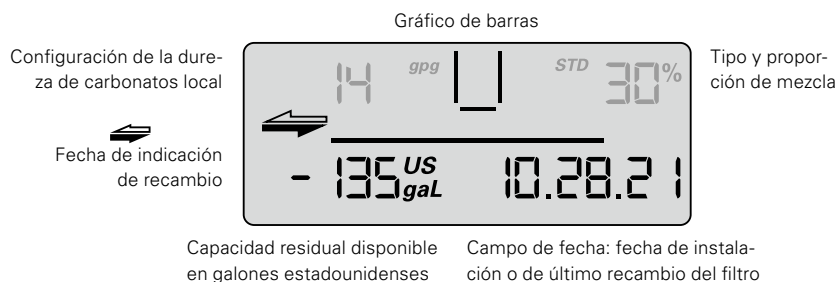 Gráfico de barras
Configuración de la dure-
za de carbonatos local
14 gpg STD 30%
Tipo y propor-
ción de mezcla
Fecha de indicación
de recambio
- 135 US gaL 10.28.21
Capacidad residual disponible
en galones estadounidenses
Campo de fecha: fecha de instala-
ción o de último recambio del filtro